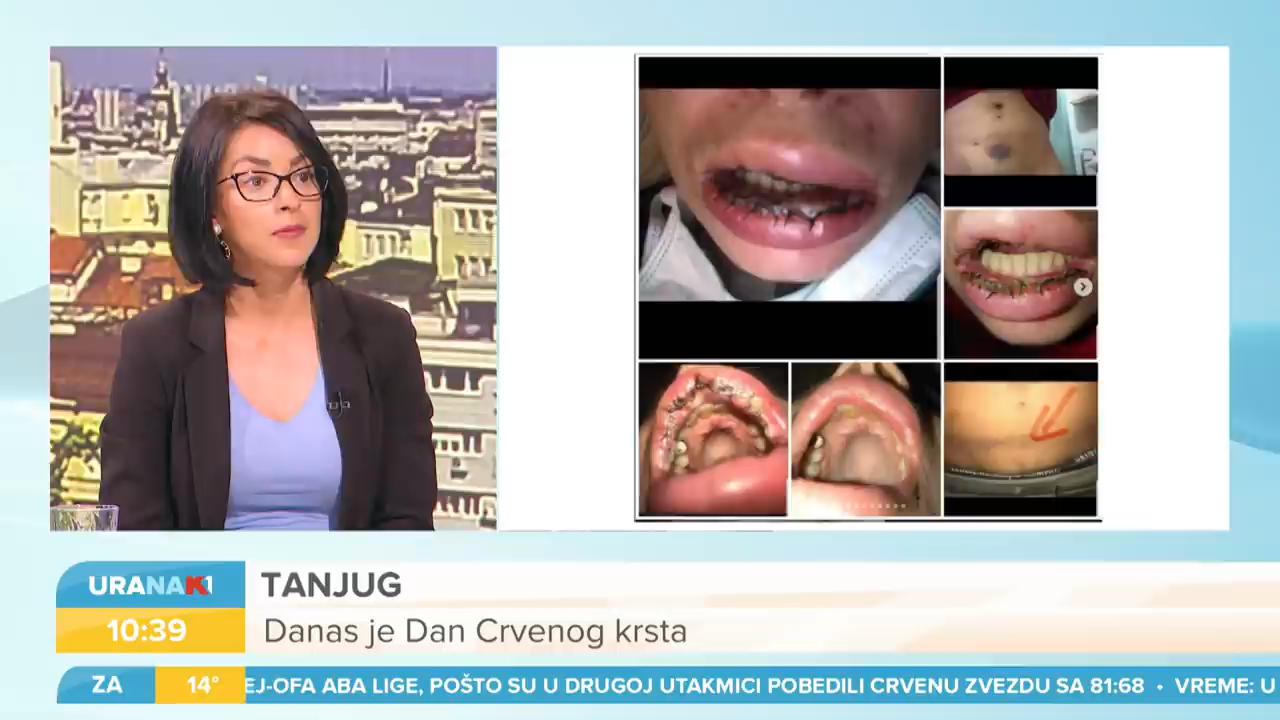 URANAK1
TANJUG
10:39
Danas je Dan Crvenog krsta
ZA
14°
EJ-OFA ABA LIGE, POŠTO SU U DRUGOJ UTAKMICI POBEDILI CRVENU ZVEZDU SA 81:68 • VREME: U